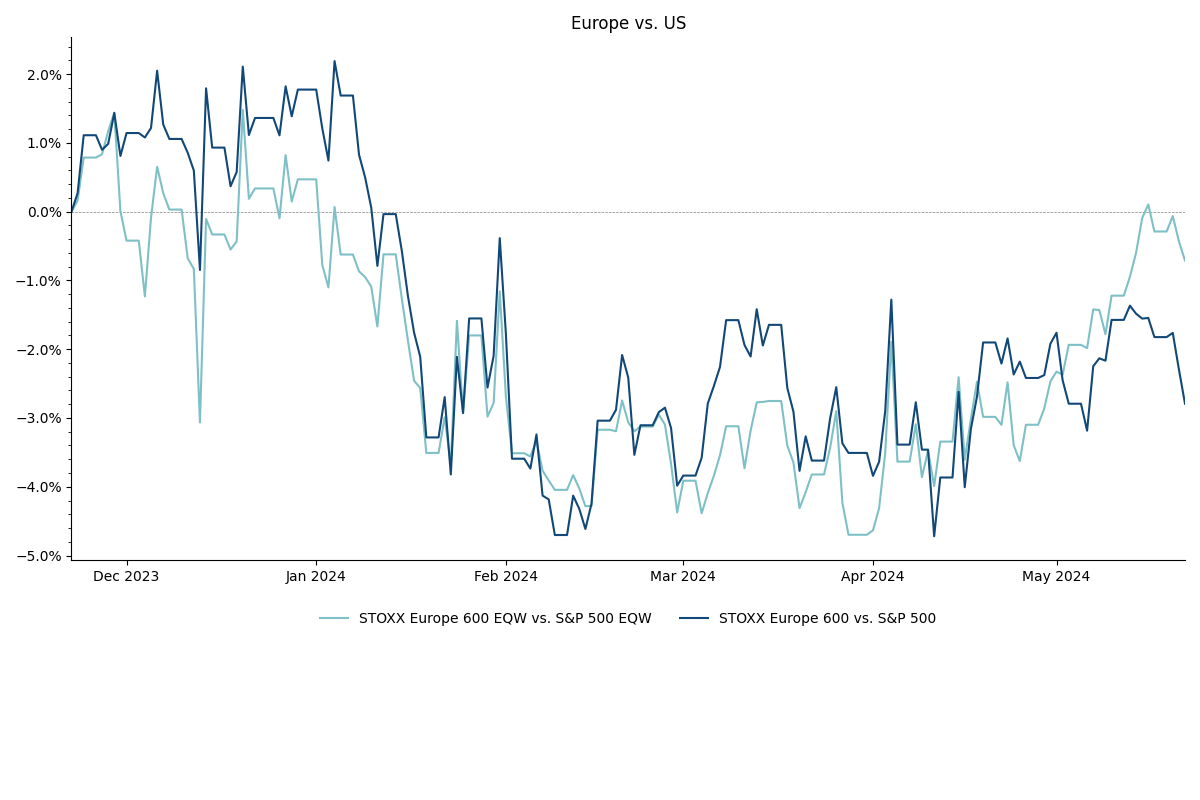 Europe vs. US
2.0%
1.0%
0.0%
−1.0%
−2.0%
−3.0%
−4.0%
−5.0%
Dec 2023 Jan 2024 Feb 2024 Mar 2024 Apr 2024 May 2024
STOXX Europe 600 EQW vs. S&P 500 EQW STOXX Europe 600 vs. S&P 500